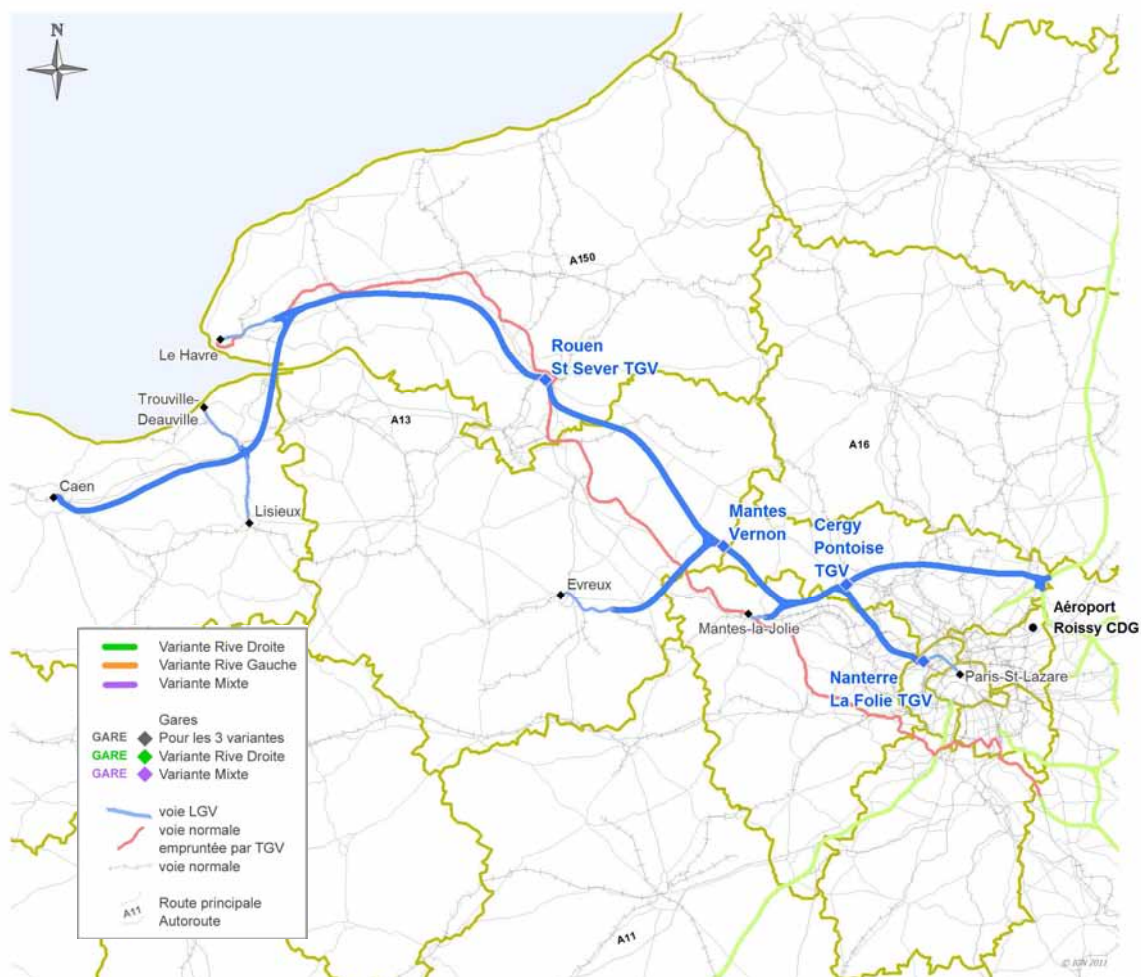 N
A150
Le Havre
Rouen
St Sever TGV
Trouville-
Deauville
A13
A16
Caen
Lisieux
Mantes
Vernon
Cergy
Pontoise
TGV
Evreux
Mantes-la-Jolie
Aéroport
Roissy CDG
Nanterre
La Folie TGV
Paris-St-Lazare
Variante Rive Droite
Variante Rive Gauche
Variante Mixte
Gares
GARE Pour les 3 variantes
GARE Variante Rive Droite
GARE Variante Mixte
voie LGV
voie normale
empruntée par TGV
voie normale
A11 Route principale
Autoroute
A11
© IGN 2011